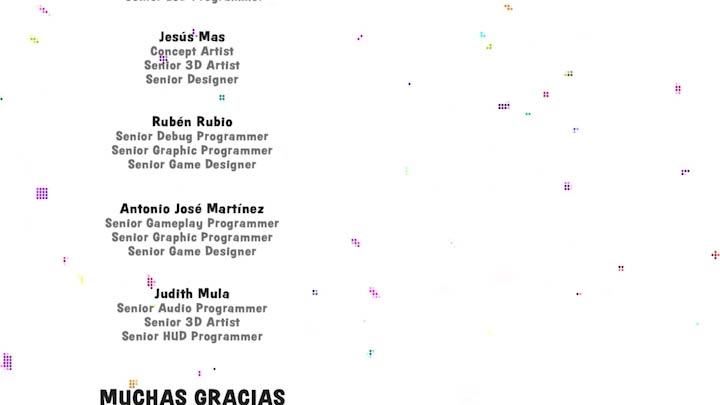 Jesús Mas
Concept Artist
Senior 3D Artist
Senior Designer
Rubén Rubio
Senior Debug Programmer
Senior Graphic Programmer
Senior Game Designer
Antonio José Martínez
Senior Gameplay Programmer
Senior Graphic Programmer
Senior Game Designer
Judith Mula
Senior Audio Programmer
Senior 3D Artist
Senior HUD Programmer
MUCHAS GRACIAS